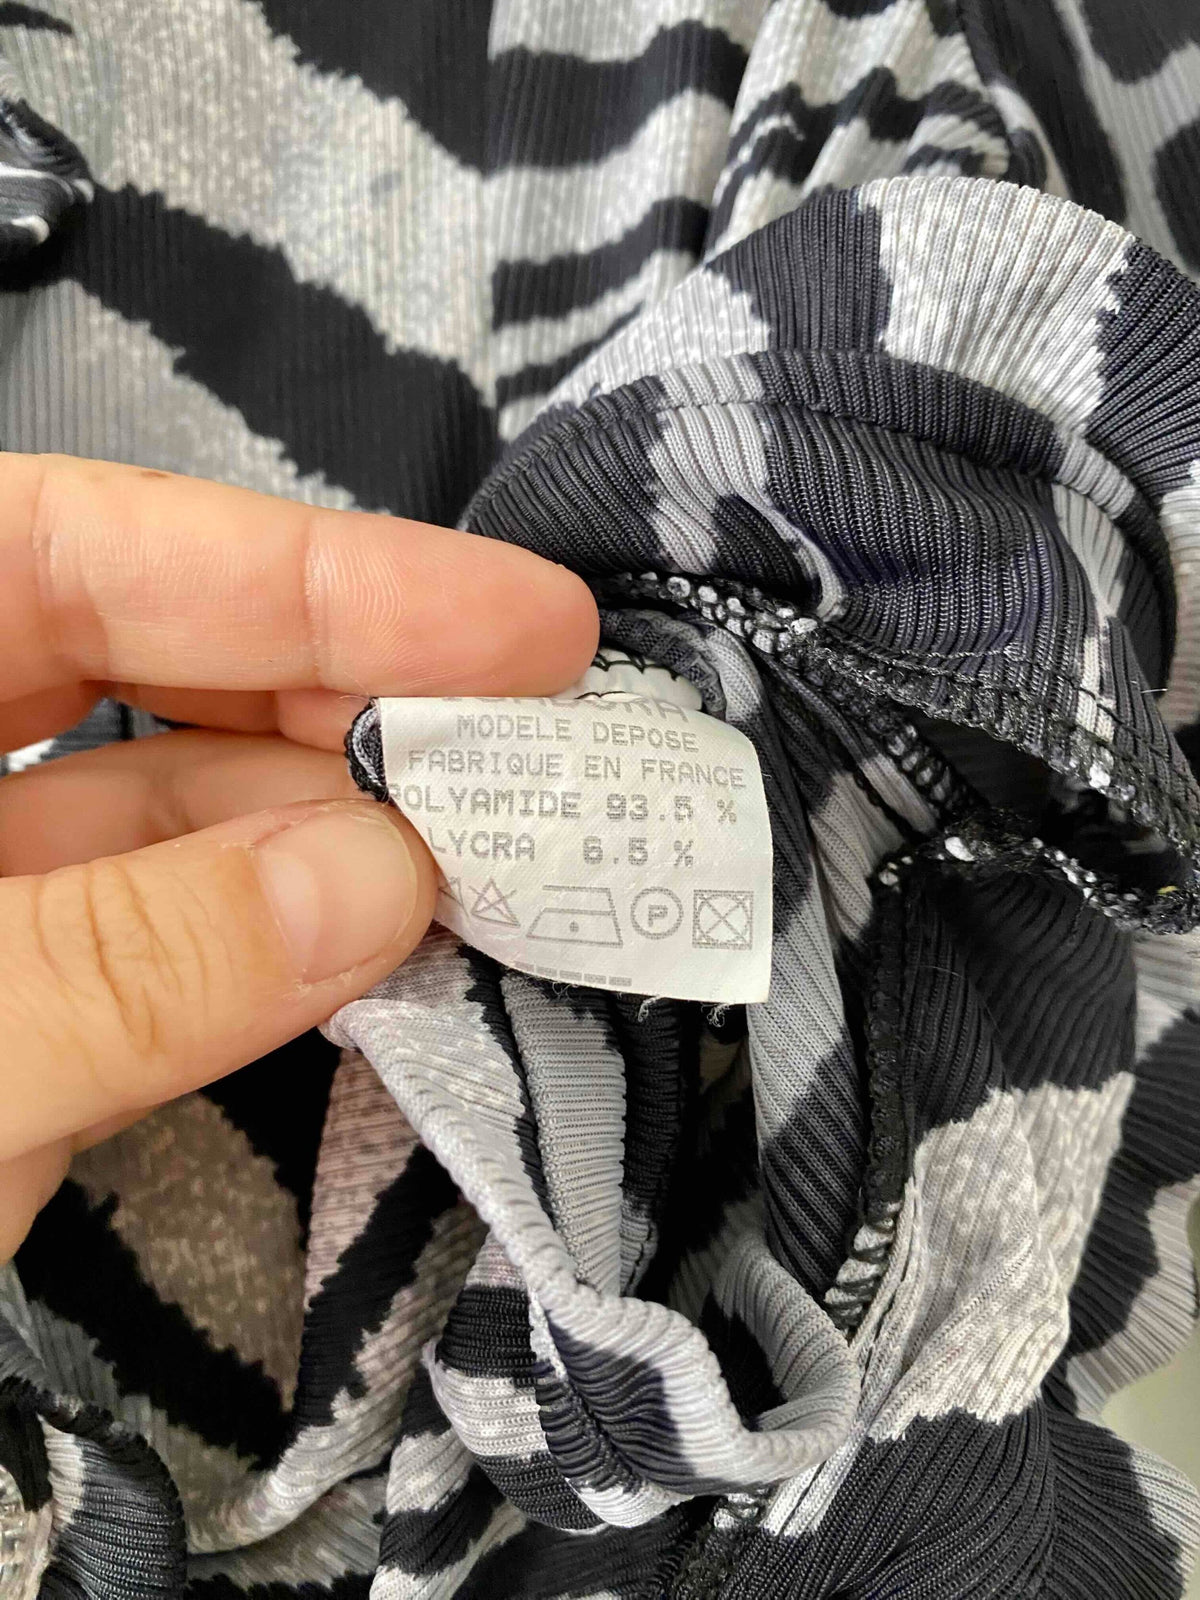 MODELE DEPOSE
FABRIQUE EN FRANCE
POLYAMIDE 93.5 %
LYCRA 6.5 %
P